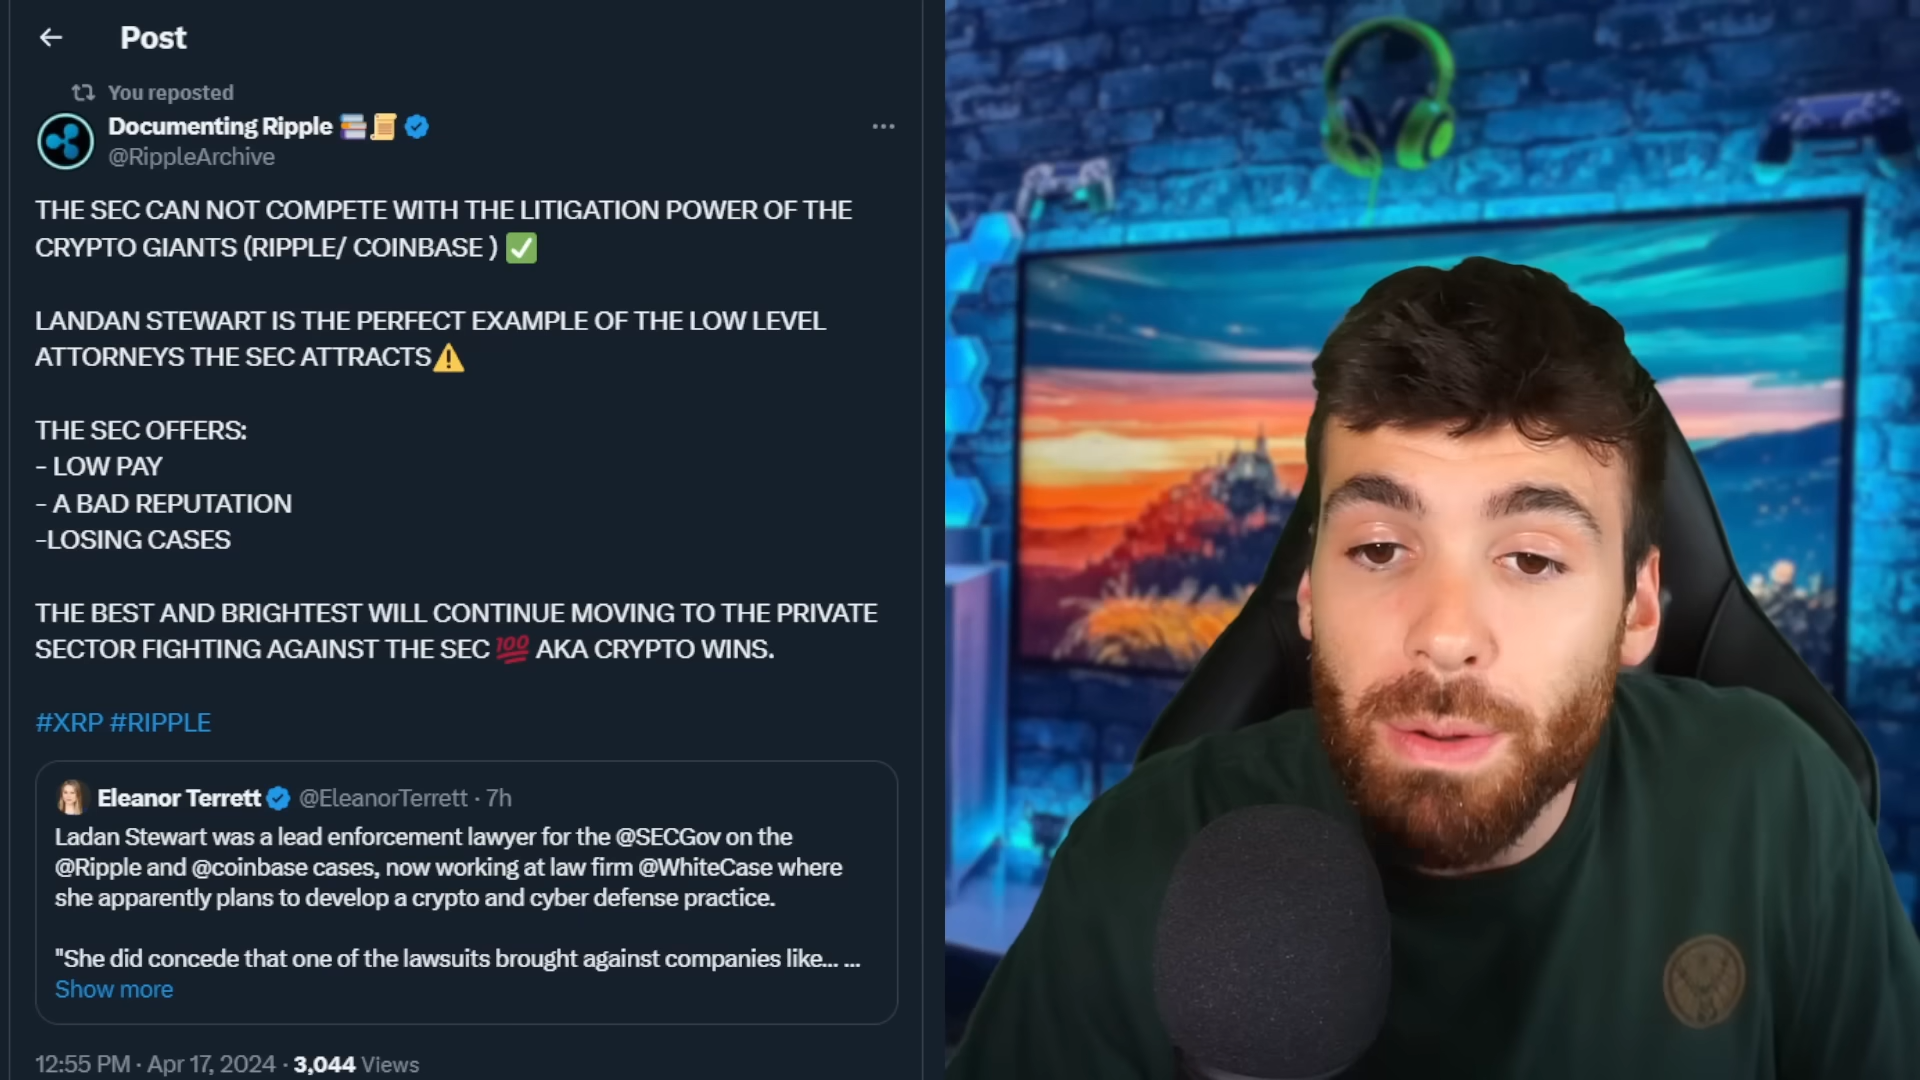 Post
You reposted
Documenting Ripple
@RippleArchive
THE SEC CAN NOT COMPETE WITH THE LITIGATION POWER OF THE
CRYPTO GIANTS (RIPPLE/ COINBASE ) ✅
LANDAN STEWART IS THE PERFECT EXAMPLE OF THE LOW LEVEL
ATTORNEYS THE SEC ATTRACTS⚠️
THE SEC OFFERS:
- LOW PAY
- A BAD REPUTATION
-LOSING CASES
THE BEST AND BRIGHTEST WILL CONTINUE MOVING TO THE PRIVATE
SECTOR FIGHTING AGAINST THE SEC 💯 AKA CRYPTO WINS.
#XRP #RIPPLE
Eleanor Terrett @EleanorTerrett · 7h
Ladan Stewart was a lead enforcement lawyer for the @SECGov on the
@Ripple and @coinbase cases, now working at law firm @WhiteCase where
she apparently plans to develop a crypto and cyber defense practice.
"She did concede that one of the lawsuits brought against companies like... ...
Show more
12:55 PM · Apr 17, 2024 · 3,044 Views